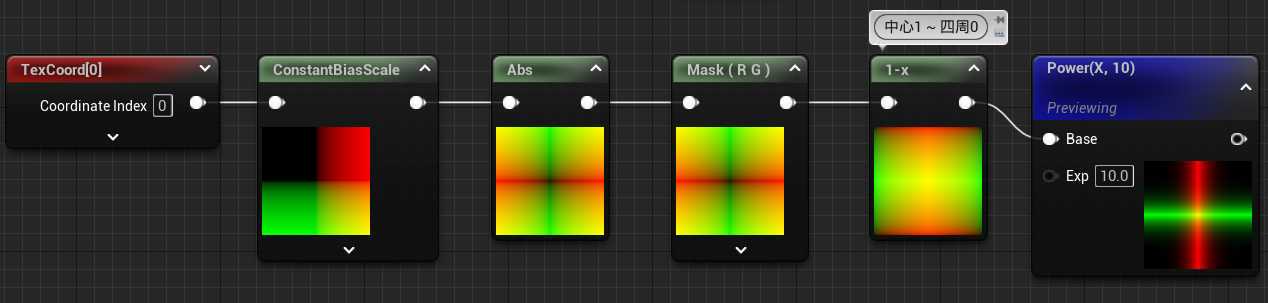 中心1 ~ 四周0
TexCoord[0]
Coordinate Index 0
ConstantBiasScale
Abs
Mask ( R G )
1-x
Power(X, 10)
Previewing
Base
Exp 10.0